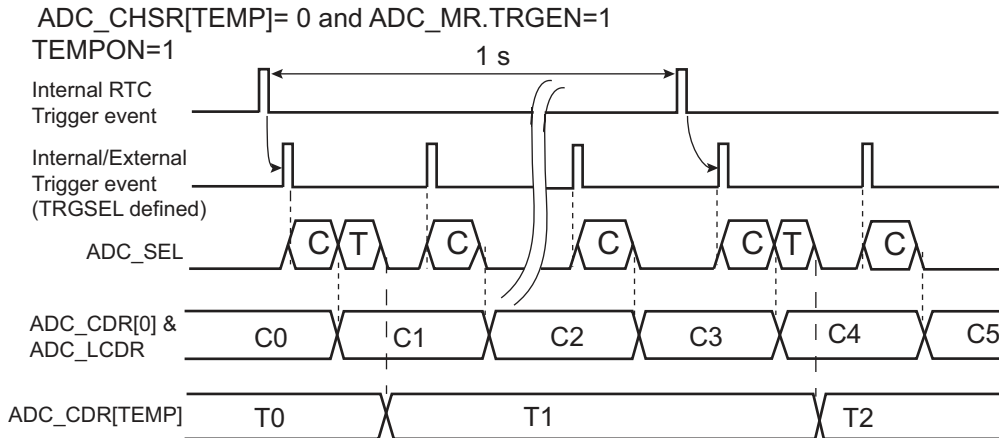 ADC_CHSR[TEMP]= 0 and ADC_MR.TRGEN=1
TEMPON=1
1 s
Internal RTC
Trigger event
Internal/External
Trigger event
(TRGSEL defined)
ADC_SEL
C T C C C T C
ADC_CDR[0] &
ADC_LCDR
C0 C1 C2 C3 C4 C5
ADC_CDR[TEMP]
T0 T1 T2